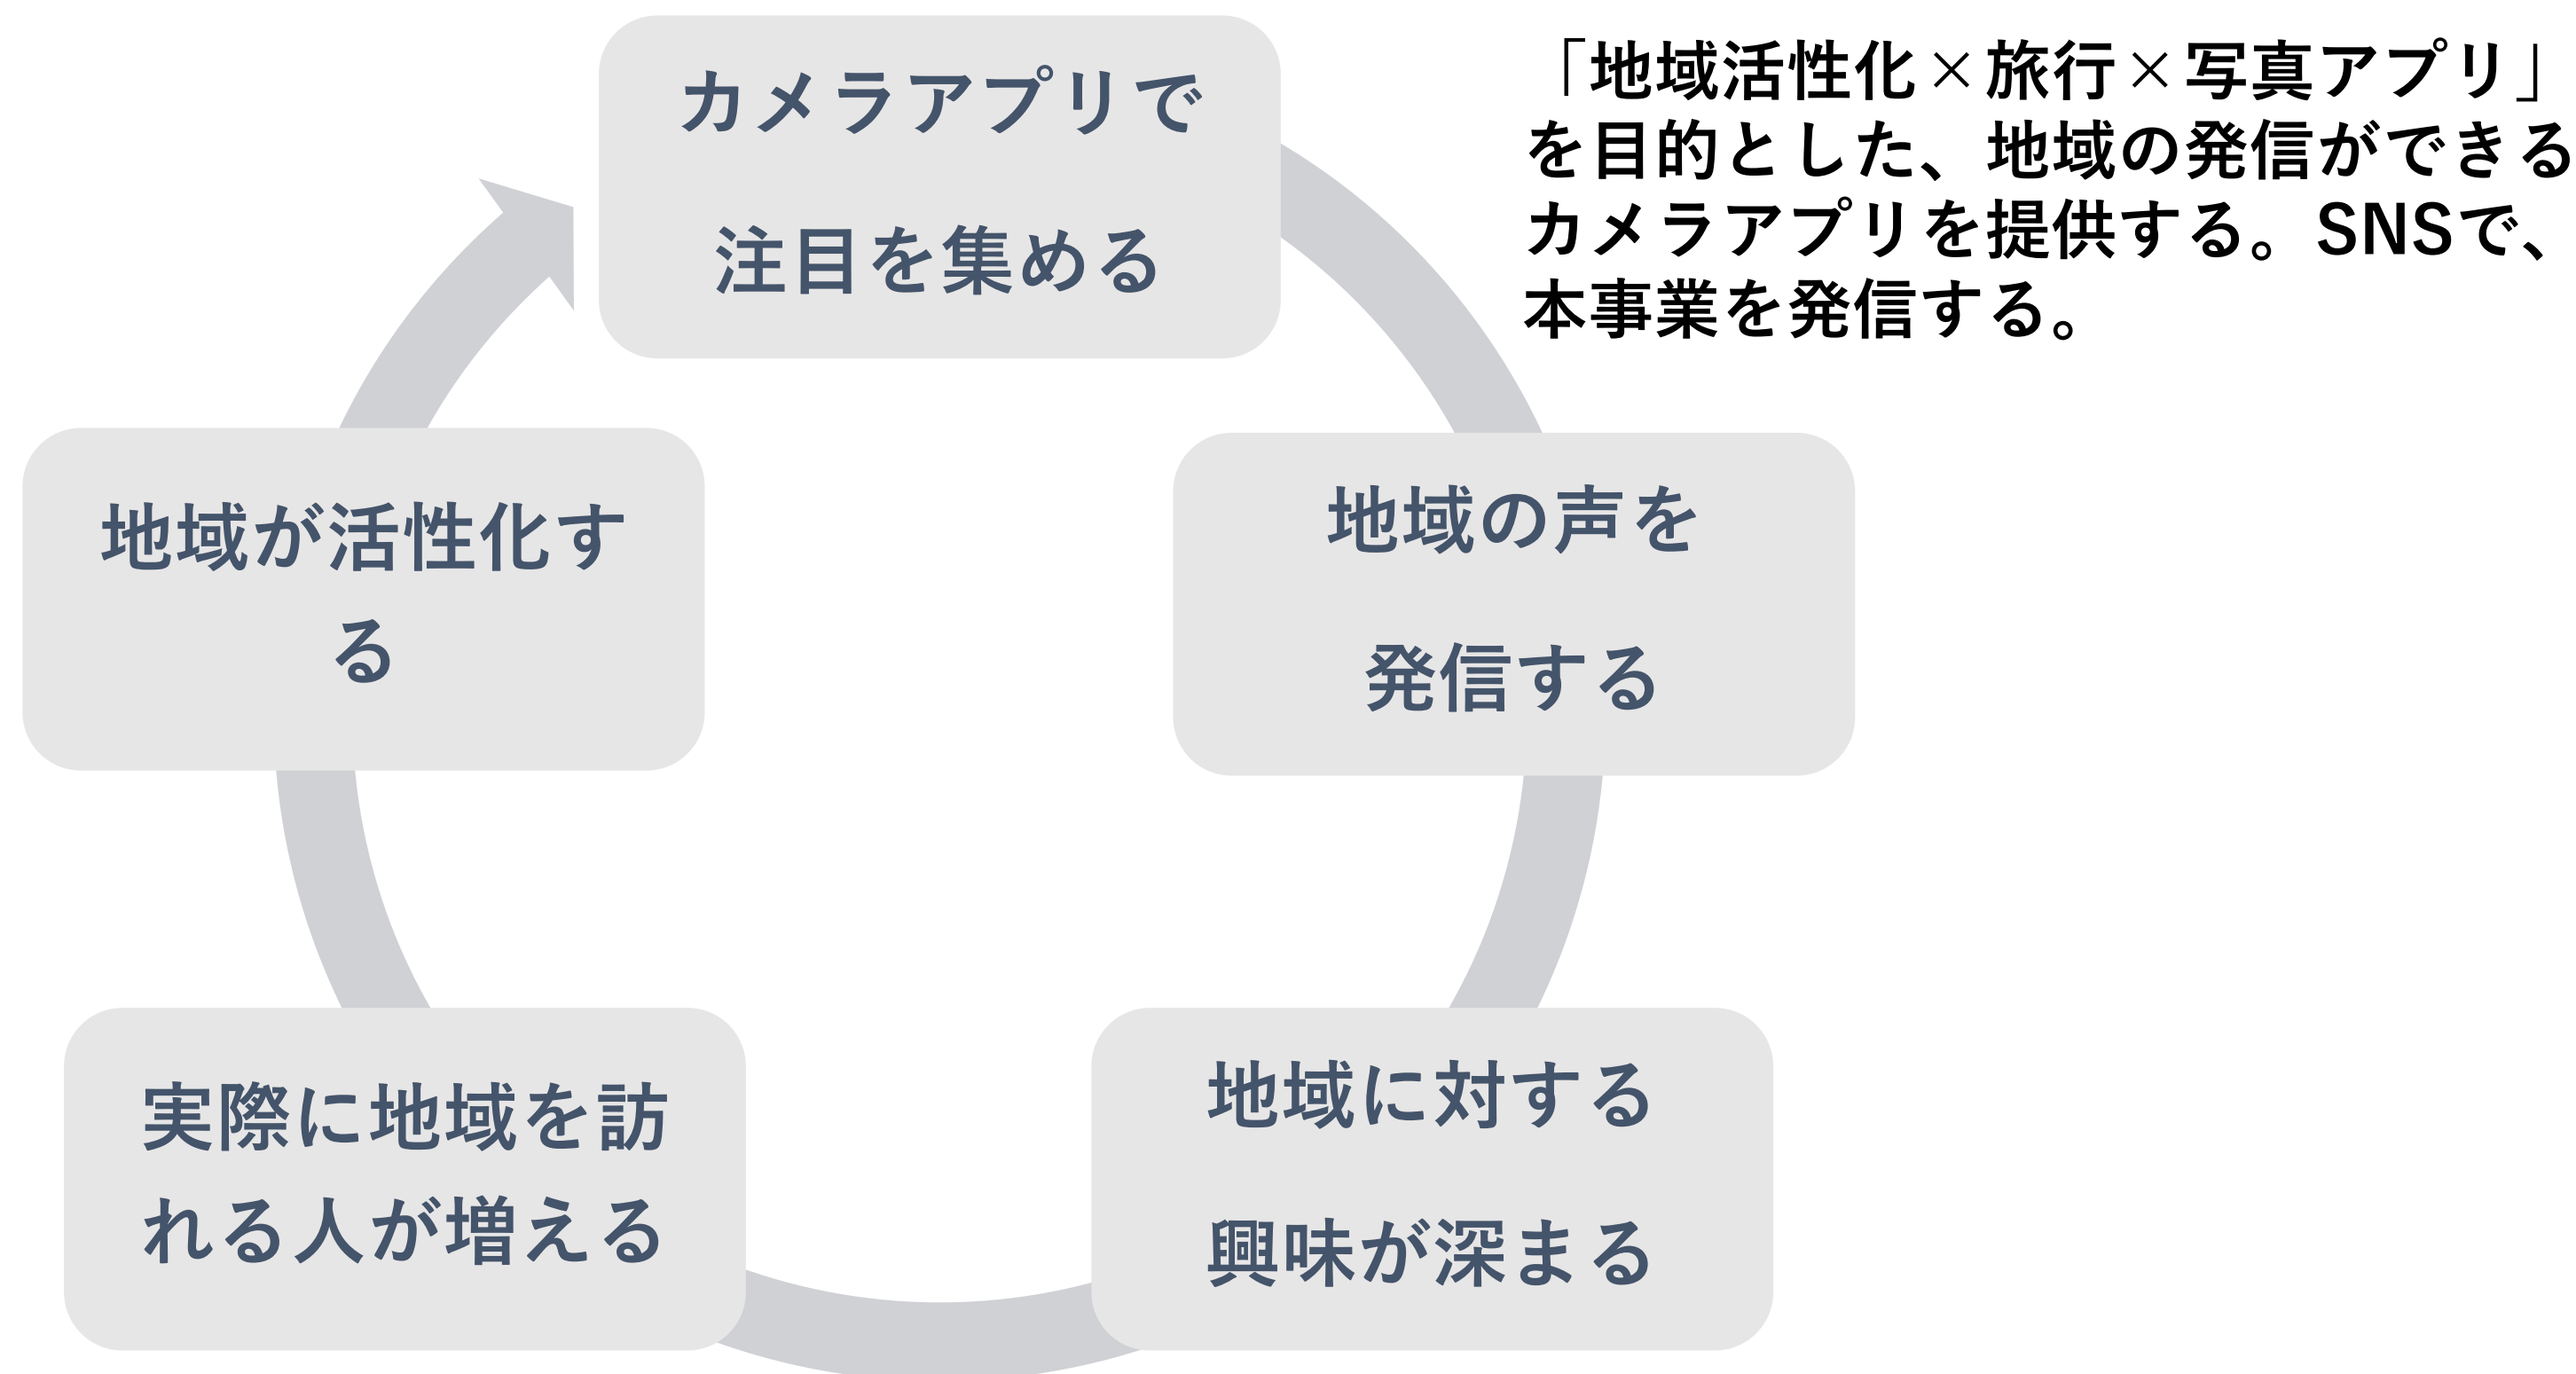 カメラアプリで
注目を集める
「地域活性化×旅行×写真アプリ」
を目的とした、地域の発信ができる
カメラアプリを提供する。SNSで、
本事業を発信する。
地域の声を
発信する
地域に対する
興味が深まる
実際に地域を訪
れる人が増える
地域が活性化す
る